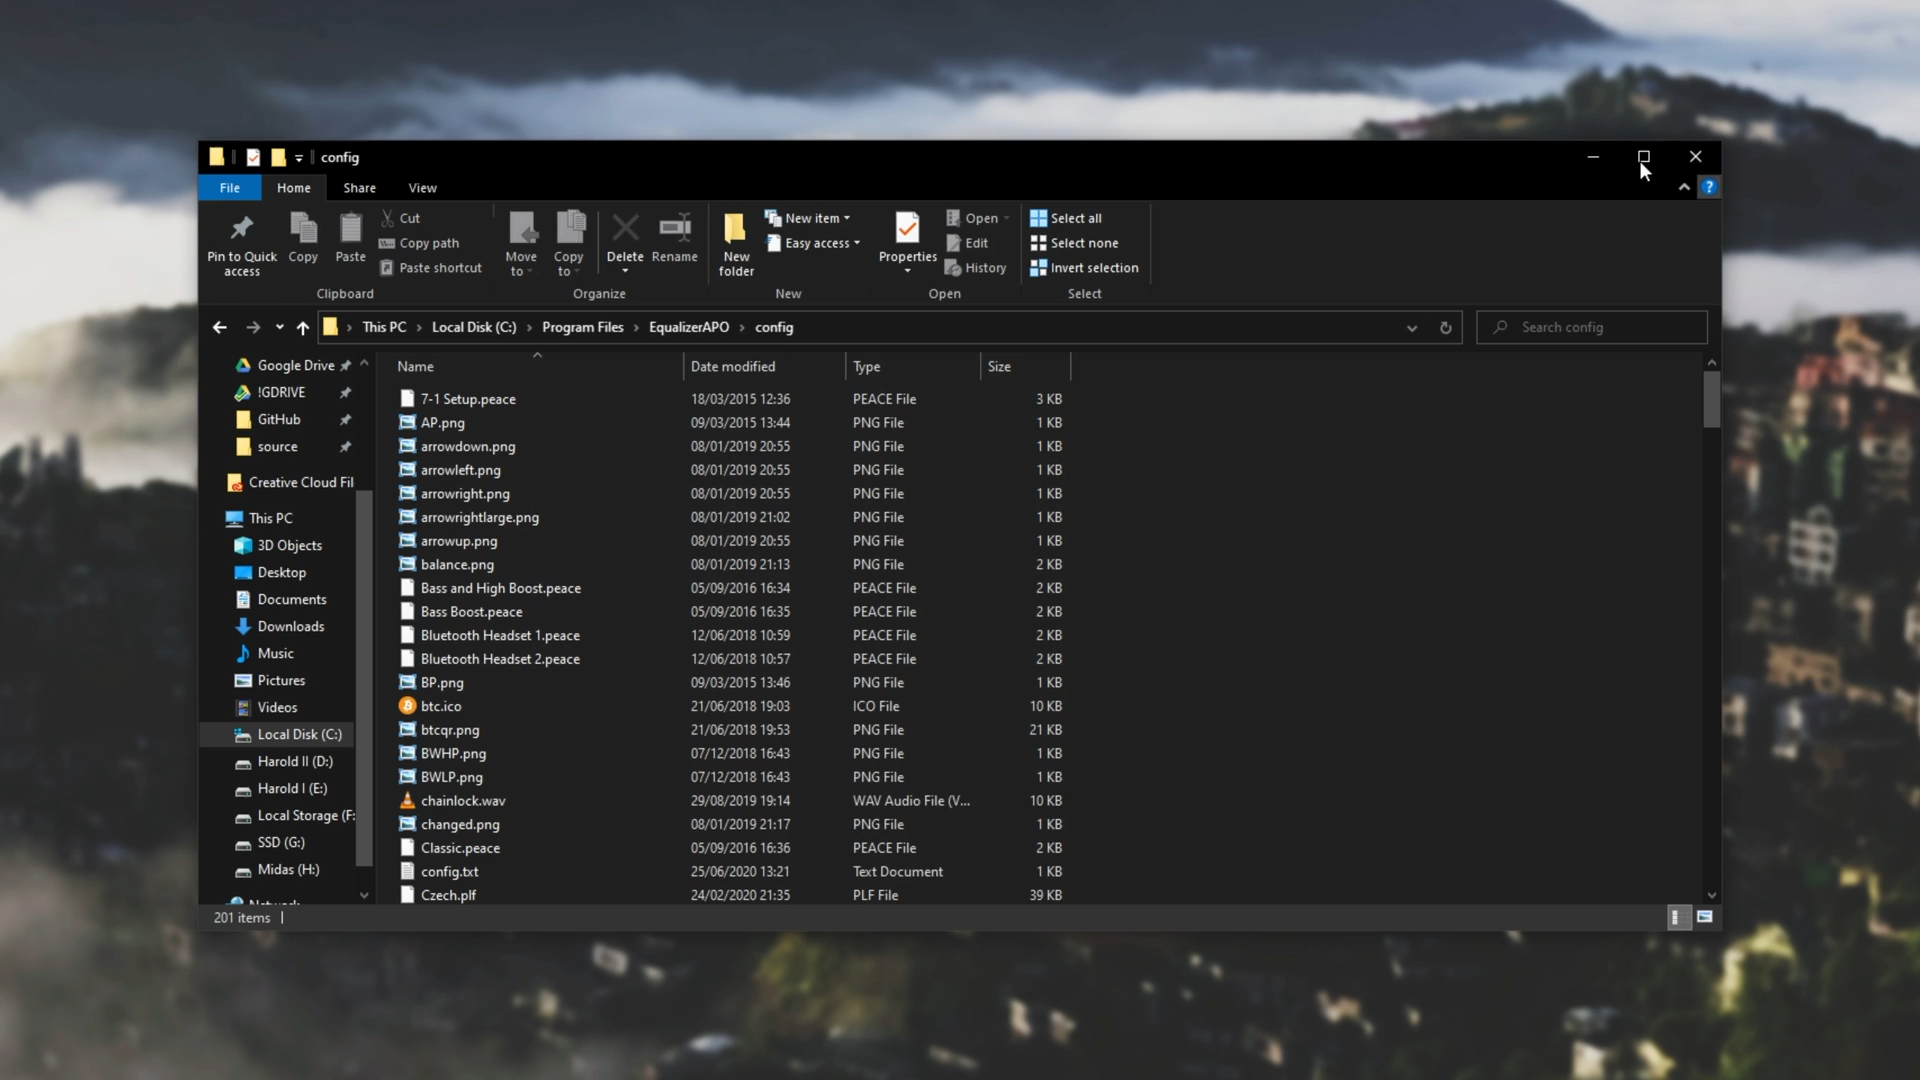 config
File Home Share View
Pin to Quick access
Copy
Paste
Cut
Copy path
Paste shortcut
Clipboard
Move to
Copy to
Delete
Rename
Organize
New folder
New item
Easy access
New
Properties
Open
Edit
History
Open
Select all
Select none
Invert selection
Select
This PC › Local Disk (C:) › Program Files › EqualizerAPO › config
Search config
Google Drive
!GDRIVE
GitHub
source
Creative Cloud Fil
This PC
3D Objects
Desktop
Documents
Downloads
Music
Pictures
Videos
Local Disk (C:)
Harold II (D:)
Harold I (E:)
Local Storage (F:
SSD (G:)
Midas (H:)
Name Date modified Type Size
7-1 Setup.peace 18/03/2015 12:36 PEACE File 3 KB
AP.png 09/03/2015 13:44 PNG File 1 KB
arrowdown.png 08/01/2019 20:55 PNG File 1 KB
arrowleft.png 08/01/2019 20:55 PNG File 1 KB
arrowright.png 08/01/2019 20:55 PNG File 1 KB
arrowrightlarge.png 08/01/2019 21:02 PNG File 1 KB
arrowup.png 08/01/2019 20:55 PNG File 1 KB
balance.png 08/01/2019 21:13 PNG File 2 KB
Bass and High Boost.peace 05/09/2016 16:34 PEACE File 2 KB
Bass Boost.peace 05/09/2016 16:35 PEACE File 2 KB
Bluetooth Headset 1.peace 12/06/2018 10:59 PEACE File 2 KB
Bluetooth Headset 2.peace 12/06/2018 10:57 PEACE File 2 KB
BP.png 09/03/2015 13:46 PNG File 1 KB
btc.ico 21/06/2018 19:03 ICO File 10 KB
btcqr.png 21/06/2018 19:53 PNG File 21 KB
BWHP.png 07/12/2018 16:43 PNG File 1 KB
BWLP.png 07/12/2018 16:43 PNG File 1 KB
chainlock.wav 29/08/2019 19:14 WAV Audio File (V... 10 KB
changed.png 08/01/2019 21:17 PNG File 1 KB
Classic.peace 05/09/2016 16:36 PEACE File 2 KB
config.txt 25/06/2020 13:21 Text Document 1 KB
Czech.plf 24/02/2020 21:35 PLF File 39 KB
201 items